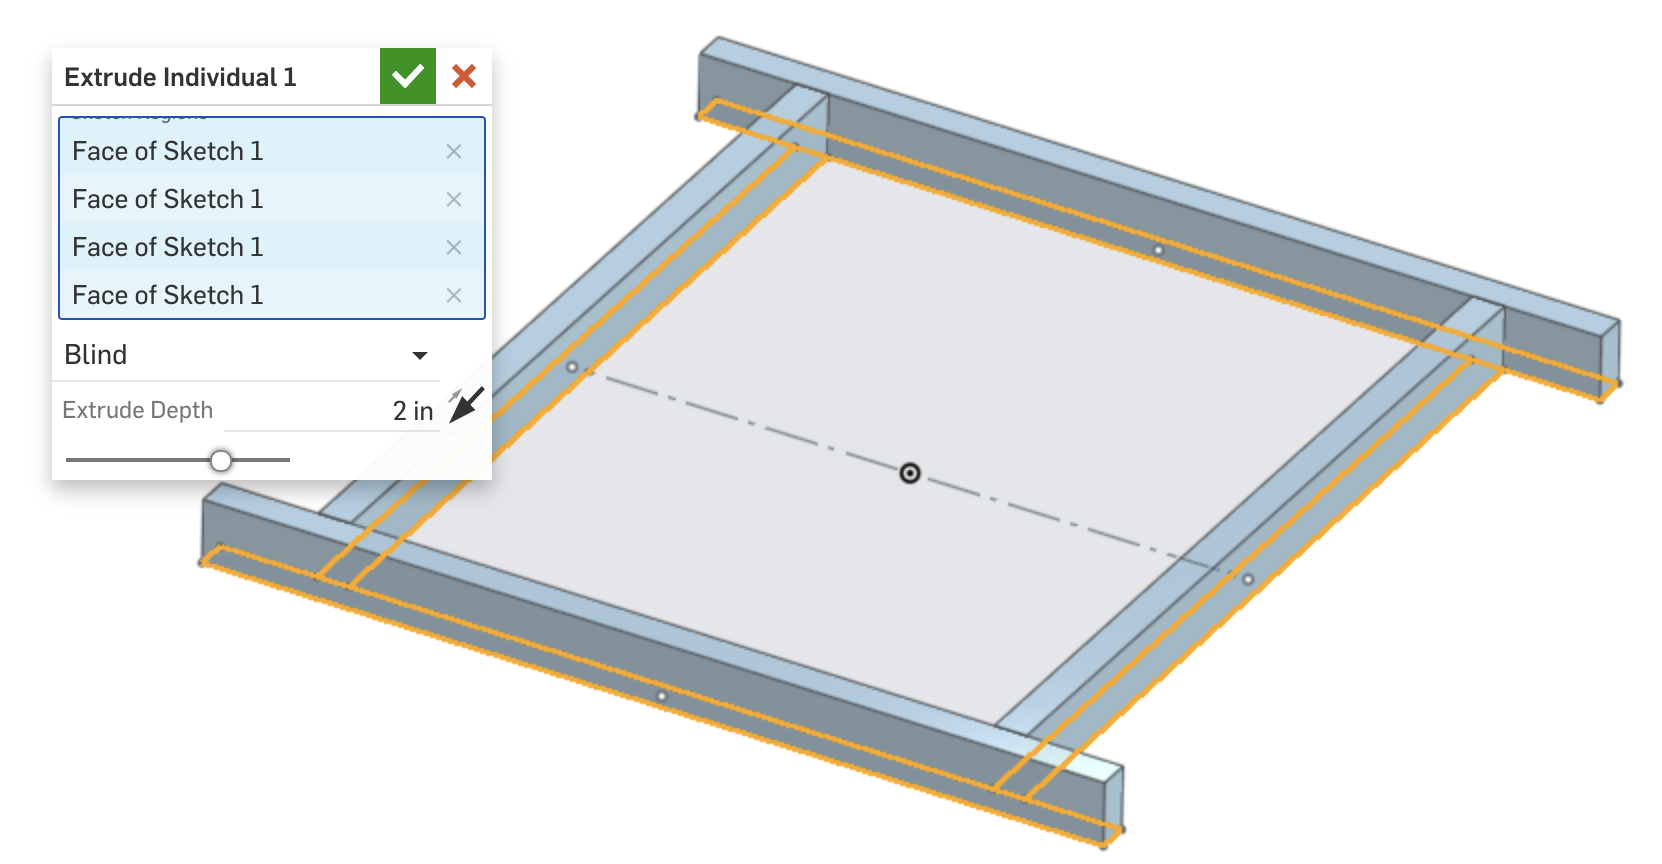 Extrude Individual 1
Face of Sketch 1
Face of Sketch 1
Face of Sketch 1
Face of Sketch 1
Blind
Extrude Depth 2 in